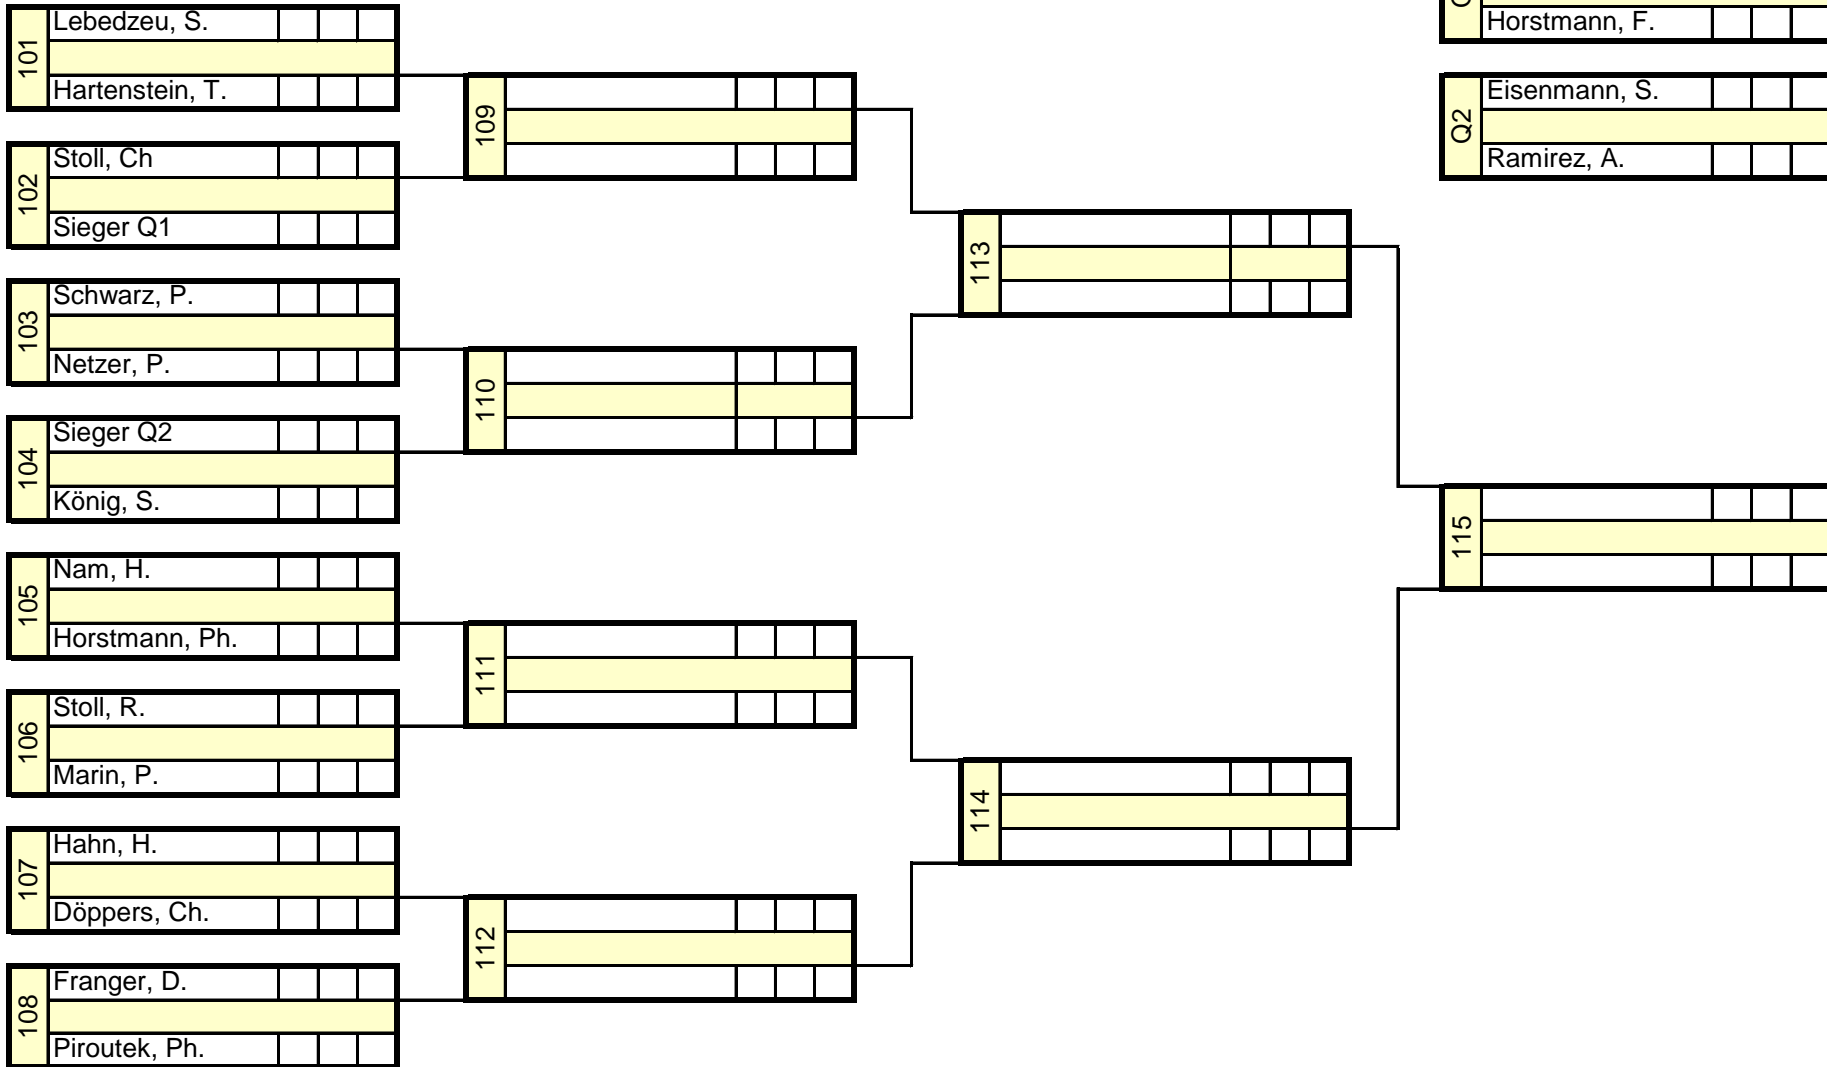 101
Lebedzeu, S.
Hartenstein, T.
102
Stoll, Ch
Sieger Q1
103
Schwarz, P.
Netzer, P.
104
Sieger Q2
König, S.
105
Nam, H.
Horstmann, Ph.
106
Stoll, R.
Marin, P.
107
Hahn, H.
Döppers, Ch.
108
Franger, D.
Piroutek, Ph.
109
110
111
112
113
114
Horstmann, F.
Q2
Eisenmann, S.
Ramirez, A.
115